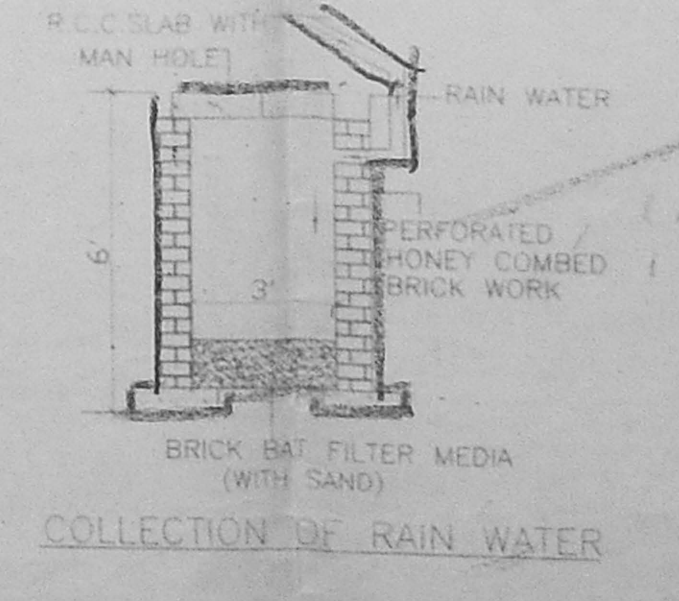 R.C.C.SLAB WITH
MAN HOLE
RAIN WATER
6'
PERFORATED /
HONEY COMBED
BRICK WORK
3'
BRICK BAT FILTER MEDIA
(WITH SAND)
COLLECTION OF RAIN WATER